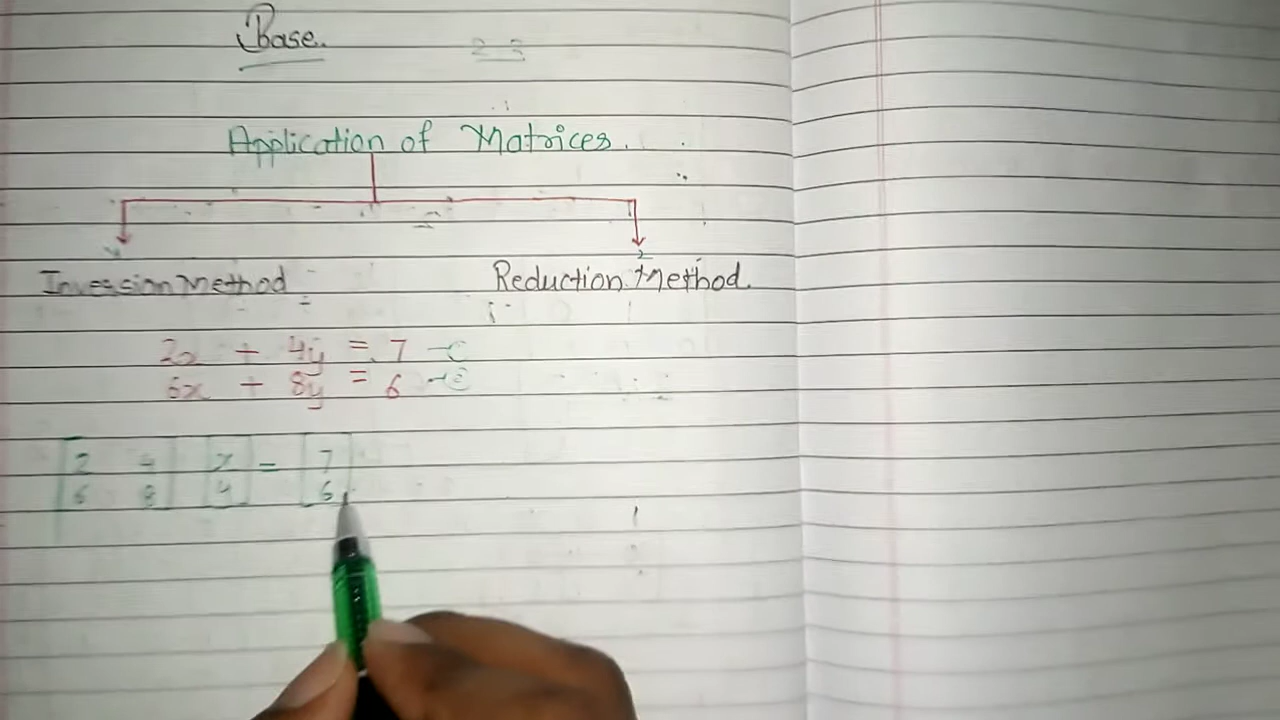 Base.
Application of Matrices.
Inversion Method Reduction Method
2x + 4y = 7
6x + 8y = 6
2 4 x = 7
6 8 y 6